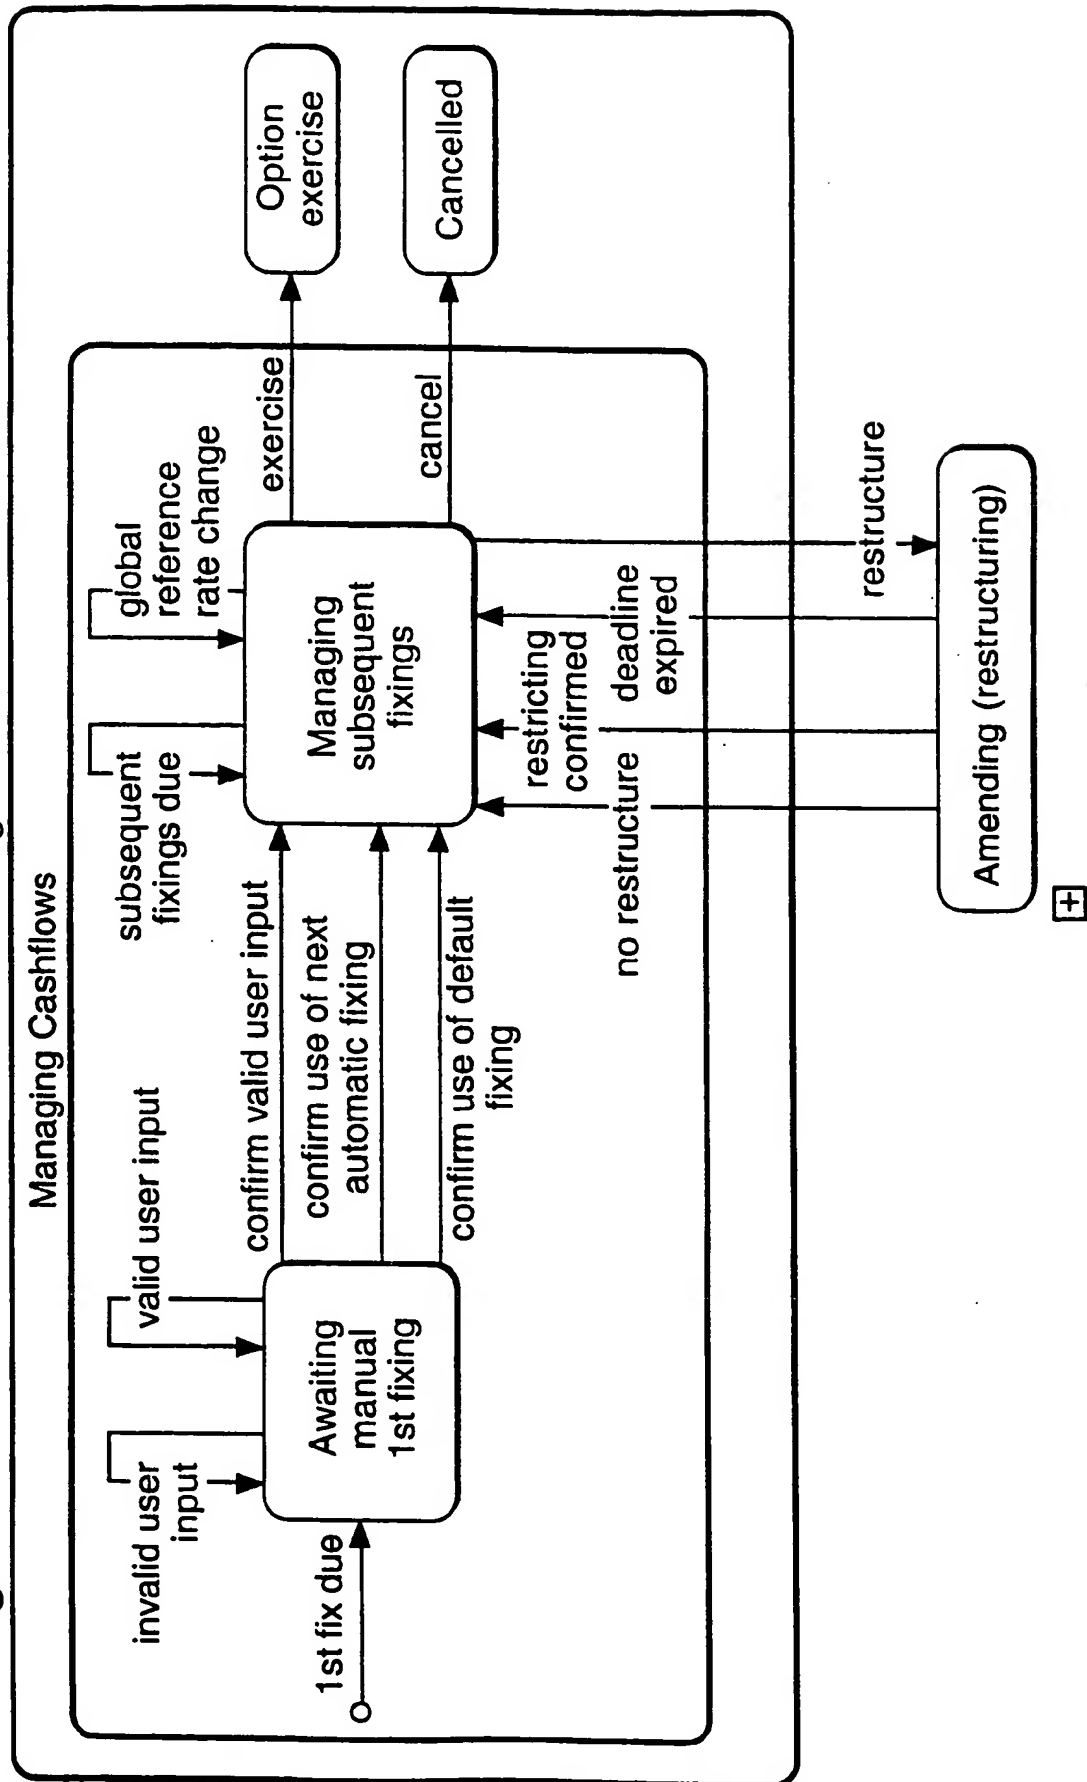 Managing Cashflows
invalid user
input
valid user input
subsequent
fixings due
global
reference
rate change
1st fix due
Awaiting
manual
1st fixing
confirm valid user input
confirm use of next
automatic fixing
confirm use of default
fixing
Managing
subsequent
fixings
exercise
Option
exercise
cancel
Cancelled
no restructure
restricting
confirmed
deadline
expired
restructure
Amending (restructuring)
+